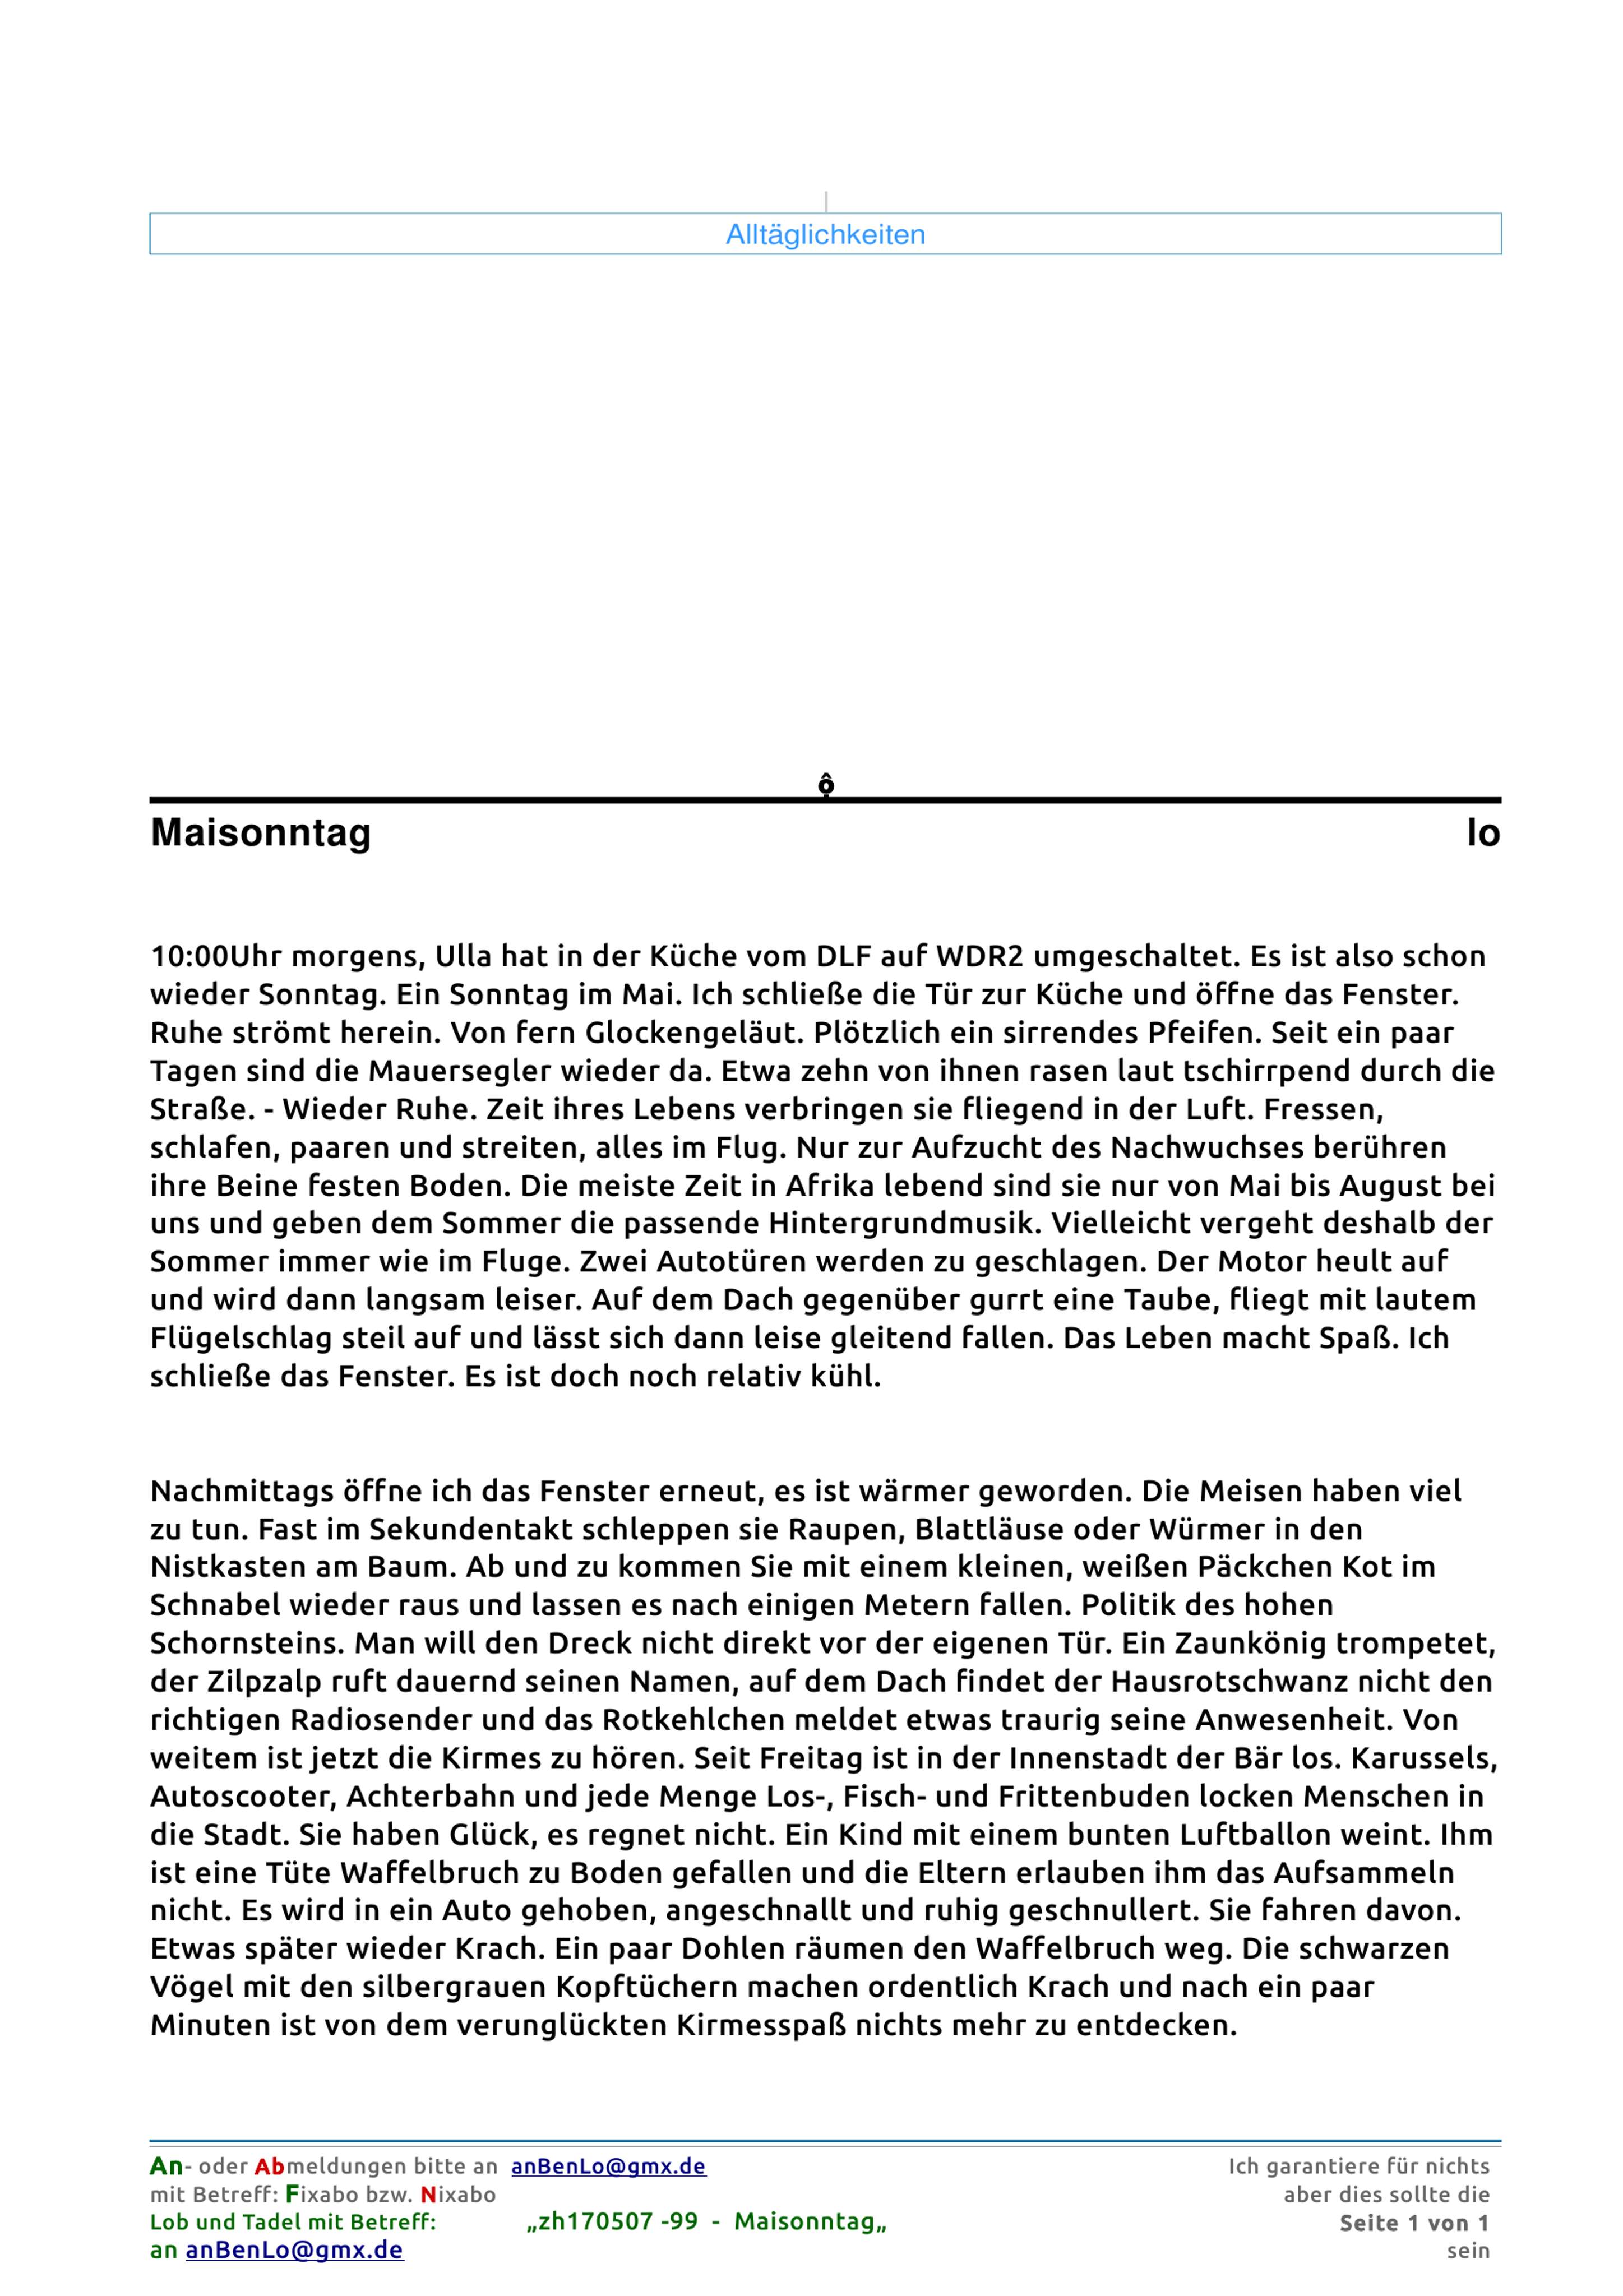 Alltäglichkeiten
Maisonntag lo
10:00Uhr morgens, Ulla hat in der Küche vom DLF auf WDR2 umgeschaltet. Es ist also schon
wieder Sonntag. Ein Sonntag im Mai. Ich schließe die Tür zur Küche und öffne das Fenster.
Ruhe strömt herein. Von fern Glockengeläut. Plötzlich ein sirrendes Pfeifen. Seit ein paar
Tagen sind die Mauersegler wieder da. Etwa zehn von ihnen rasen laut tschirrpend durch die
Straße. - Wieder Ruhe. Zeit ihres Lebens verbringen sie fliegend in der Luft. Fressen,
schlafen, paaren und streiten, alles im Flug. Nur zur Aufzucht des Nachwuchses berühren
ihre Beine festen Boden. Die meiste Zeit in Afrika lebend sind sie nur von Mai bis August bei
uns und geben dem Sommer die passende Hintergrundmusik. Vielleicht vergeht deshalb der
Sommer immer wie im Fluge. Zwei Autotüren werden zu geschlagen. Der Motor heult auf
und wird dann langsam leiser. Auf dem Dach gegenüber gurrt eine Taube, fliegt mit lautem
Flügelschlag steil auf und lässt sich dann leise gleitend fallen. Das Leben macht Spaß. Ich
schließe das Fenster. Es ist doch noch relativ kühl.
Nachmittags öffne ich das Fenster erneut, es ist wärmer geworden. Die Meisen haben viel
zu tun. Fast im Sekundentakt schleppen sie Raupen, Blattläuse oder Würmer in den
Nistkasten am Baum. Ab und zu kommen Sie mit einem kleinen, weißen Päckchen Kot im
Schnabel wieder raus und lassen es nach einigen Metern fallen. Politik des hohen
Schornsteins. Man will den Dreck nicht direkt vor der eigenen Tür. Ein Zaunkönig trompetet,
der Zilpzalp ruft dauernd seinen Namen, auf dem Dach findet der Hausrotschwanz nicht den
richtigen Radiosender und das Rotkehlchen meldet etwas traurig seine Anwesenheit. Von
weitem ist jetzt die Kirmes zu hören. Seit Freitag ist in der Innenstadt der Bär los. Karussels,
Autoscooter, Achterbahn und jede Menge Los-, Fisch- und Frittenbuden locken Menschen in
die Stadt. Sie haben Glück, es regnet nicht. Ein Kind mit einem bunten Luftballon weint. Ihm
ist eine Tüte Waffelbruch zu Boden gefallen und die Eltern erlauben ihm das Aufsammeln
nicht. Es wird in ein Auto gehoben, angeschnallt und ruhig geschnullert. Sie fahren davon.
Etwas später wieder Krach. Ein paar Dohlen räumen den Waffelbruch weg. Die schwarzen
Vögel mit den silbergrauen Kopftüchern machen ordentlich Krach und nach ein paar
Minuten ist von dem verunglückten Kirmesspaß nichts mehr zu entdecken.
An- oder Abmeldungen bitte an anBenLo@gmx.de Ich garantiere für nichts
mit Betreff: Fixabo bzw. Nixabo aber dies sollte die
Lob und Tadel mit Betreff: „zh170507 -99 - Maisonntag„ Seite 1 von 1
an anBenLo@gmx.de sein